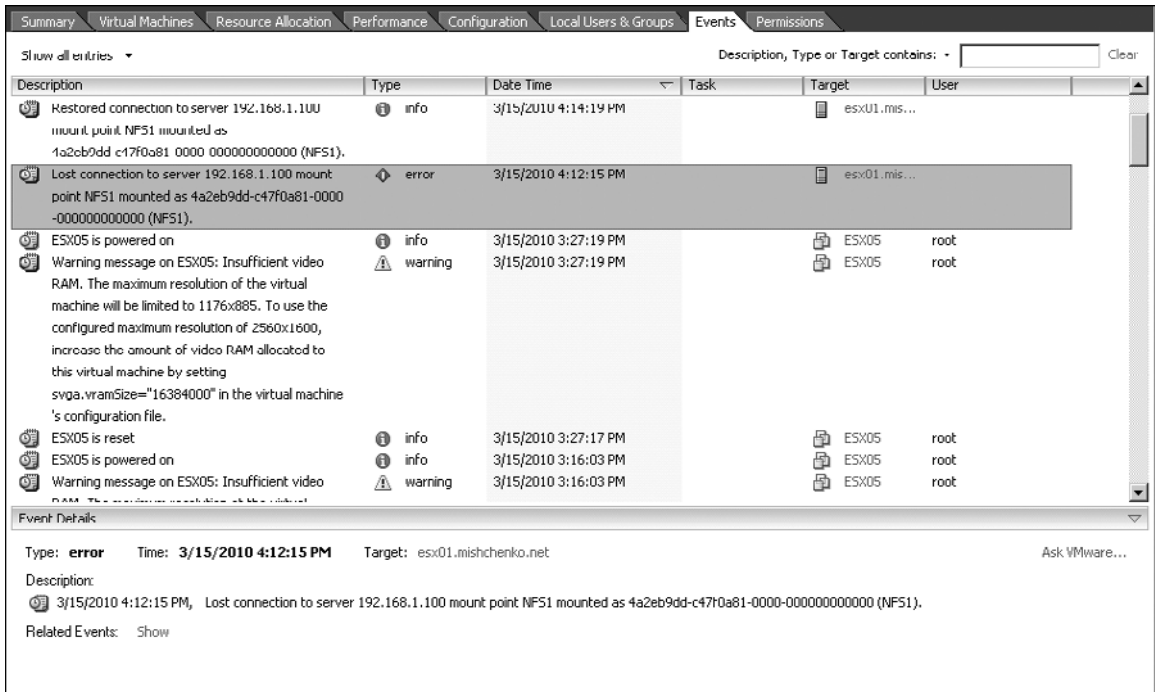 Summary Virtual Machines Resource Allocation Performance Configuration Local Users & Groups Events Permissions
Show all entries Description, Type or Target contains: Clear
Description Type Date Time Task Target User
Restored connection to server 192.168.1.100 info 3/15/2010 4:14:19 PM esx01.mis...
mount point NFS1 mounted as
4a2eb9dd-c47f0a81-0000-000000000000 (NFS1).
Lost connection to server 192.168.1.100 mount error 3/15/2010 4:12:15 PM esx01.mis...
point NFS1 mounted as 4a2eb9dd-c47f0a81-0000
-000000000000 (NFS1).
ESX05 is powered on info 3/15/2010 3:27:19 PM ESX05 root
Warning message on ESX05: Insufficient video warning 3/15/2010 3:27:19 PM ESX05 root
RAM. The maximum resolution of the virtual
machine will be limited to 1176x885. To use the
configured maximum resolution of 2560x1600,
increase the amount of video RAM allocated to
this virtual machine by setting
svga.vramSize="16384000" in the virtual machine
's configuration file.
ESX05 is reset info 3/15/2010 3:27:17 PM ESX05 root
ESX05 is powered on info 3/15/2010 3:16:03 PM ESX05 root
Warning message on ESX05: Insufficient video warning 3/15/2010 3:16:03 PM ESX05 root
RAM. The maximum resolution of the virtual
Event Details
Type: error Time: 3/15/2010 4:12:15 PM Target: esx01.mishchenko.net Ask VMware...
Description:
3/15/2010 4:12:15 PM, Lost connection to server 192.168.1.100 mount point NFS1 mounted as 4a2eb9dd-c47f0a81-0000-000000000000 (NFS1).
Related Events: Show